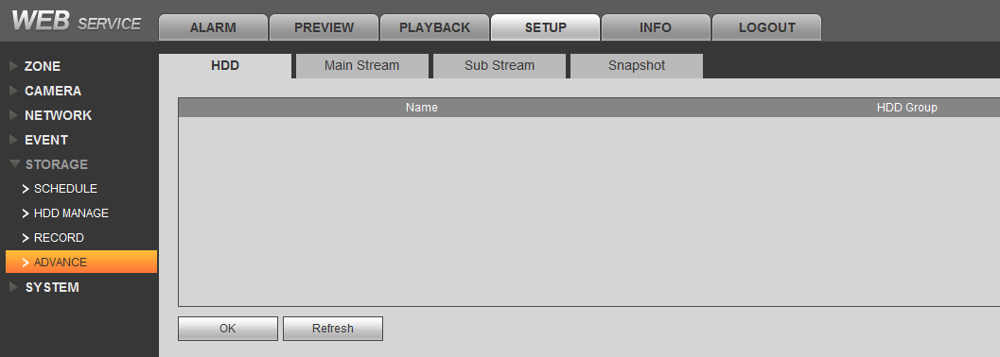 WEB SERVICE
ALARM PREVIEW PLAYBACK SETUP INFO LOGOUT
ZONE
CAMERA
NETWORK
EVENT
STORAGE
SCHEDULE
HDD MANAGE
RECORD
ADVANCE
SYSTEM
HDD Main Stream Sub Stream Snapshot
Name HDD Group
OK Refresh